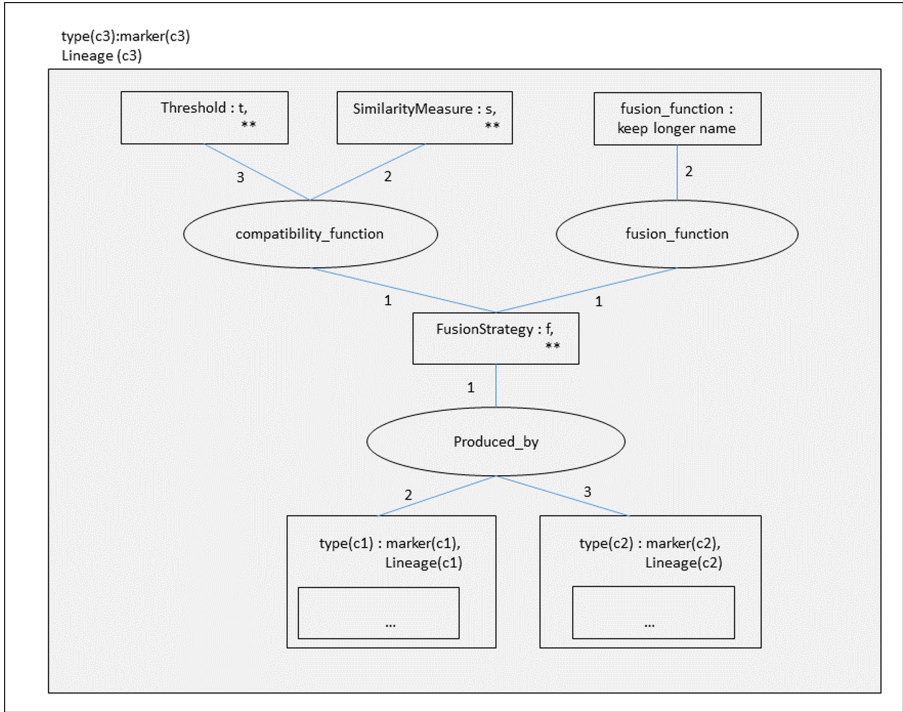 type(c3):marker(c3)
Lineage (c3)
Threshold : t,
**
SimilarityMeasure : s,
**
fusion_function :
keep longer name
3
2
2
compatibility_function
fusion_function
1
1
FusionStrategy : f,
**
1
Produced_by
2
3
type(c1) : marker(c1),
Lineage(c1)
...
type(c2) : marker(c2),
Lineage(c2)
...